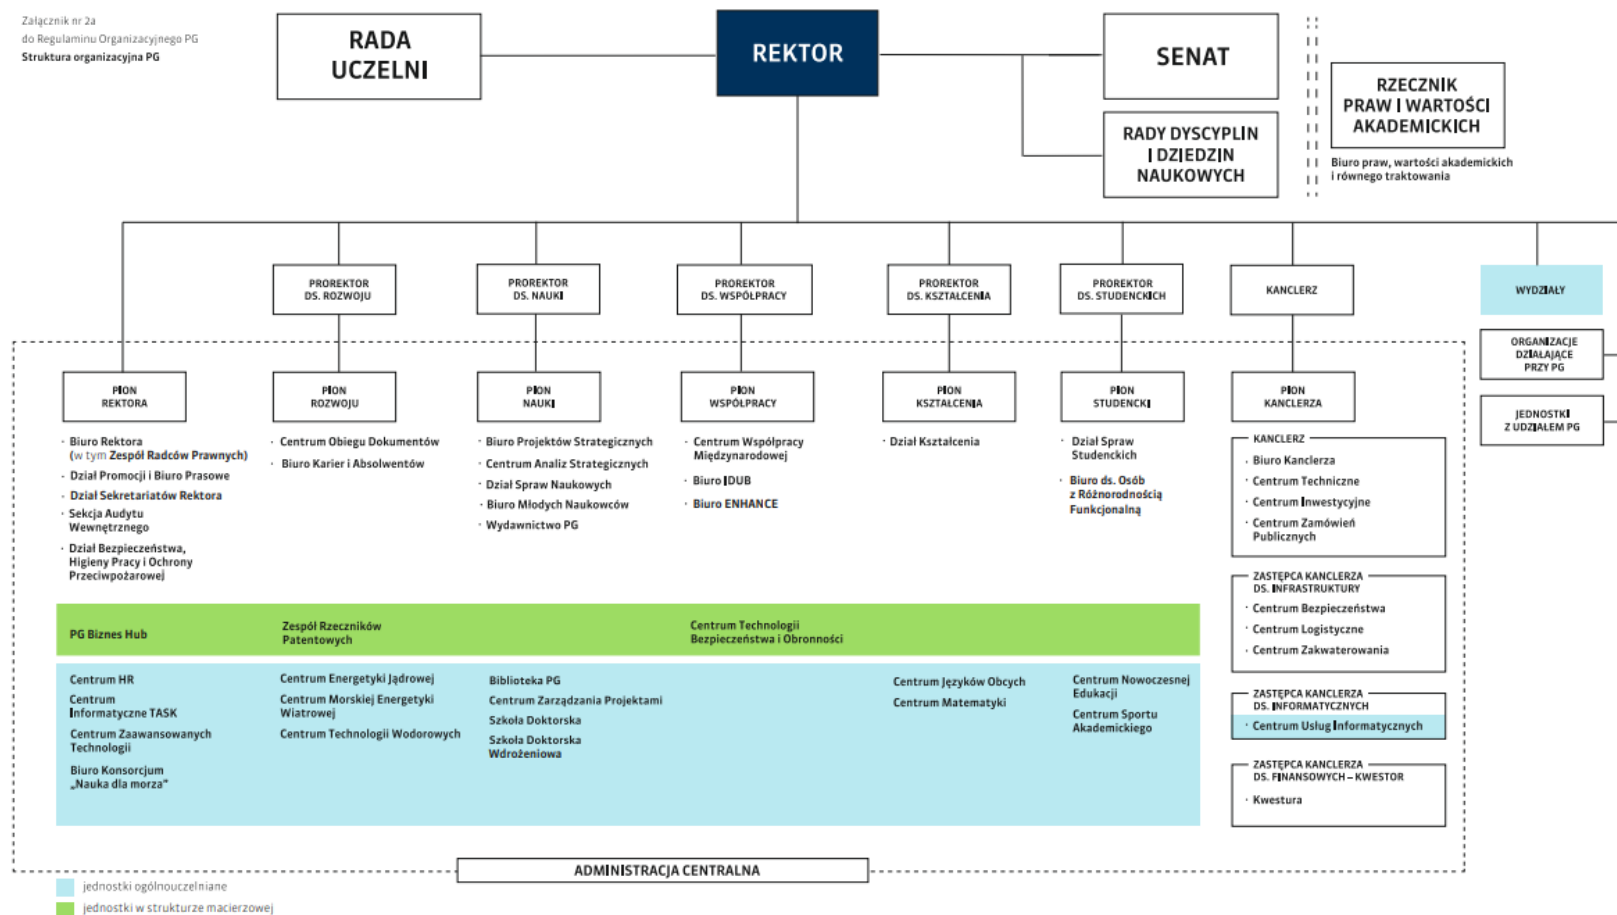 Załącznik nr 2a
do Regulaminu Organizacyjnego PG
Struktura organizacyjna PG
RADA
UCZELNI
REKTOR
SENAT
RADY DYSCYPLIN
I DZIEDZIN
NAUKOWYCH
RZECZNIK
PRAW I WARTOŚCI
AKADEMICKICH
Biuro praw, wartości akademickich
i równego traktowania
PROREKTOR
DS. ROZWOJU
PROREKTOR
DS. NAUKI
PROREKTOR
DS. WSPÓŁPRACY
PROREKTOR
DS. KSZTAŁCENIA
PROREKTOR
DS. STUDENCKICH
KANCLERZ
WYDZIAŁY
ORGANIZACJE
DZIAŁAJĄCE
PRZY PG
JEDNOSTKI
Z UDZIAŁEM PG
PION
REKTORA
· Biuro Rektora
(w tym Zespół Radców Prawnych)
- Dział Promocji i Biuro Prasowe
- Dział Sekretariatów Rektora
· Sekcja Audytu
Wewnętrznego
· Dział Bezpieczeństwa,
Higieny Pracy i Ochrony
Przeciwpożarowej
PION
ROZWOJU
· Centrum Obiegu Dokumentów
· Biuro Karier i Absolwentów
PION
NAUKI
· Biuro Projektów Strategicznych
· Centrum Analiz Strategicznych
· Dział Spraw Naukowych
· Biuro Młodych Naukowców
· Wydawnictwo PG
PION
WSPÓŁPRACY
· Centrum Współpracy
Międzynarodowej
· Biuro IDUB
· Biuro ENHANCE
PION
KSZTAŁCENIA
· Dział Kształcenia
PION
STUDENCKI
· Dział Spraw
Studenckich
· Biuro ds. Osób
z Różnorodnością
Funkcjonalną
PION
KANCLERZA
KANCLERZ
· Biuro Kanclerza
· Centrum Techniczne
· Centrum Inwestycyjne
· Centrum Zamówień
Publicznych
ZASTĘPCA KANCLERZA
DS. INFRASTRUKTURY
· Centrum Bezpieczeństwa
· Centrum Logistyczne
· Centrum Zakwaterowania
ZASTĘPCA KANCLERZA
DS. INFORMATYCZNYCH
· Centrum Usług Informatycznych
ZASTĘPCA KANCLERZA
DS. FINANSOWYCH – KWESTOR
· Kwestura
PG Biznes Hub
Zespół Rzeczników
Patentowych
Centrum Technologii
Bezpieczeństwa i Obronności
Centrum HR
Centrum
Informatyczne TASK
Centrum Zaawansowanych
Technologii
Biuro Konsorcjum
„Nauka dla morza"
Centrum Energetyki Jądrowej
Centrum Morskiej Energetyki
Wiatrowej
Centrum Technologii Wodorowych
Biblioteka PG
Centrum Zarządzania Projektami
Szkoła Doktorska
Szkoła Doktorska
Wdrożeniowa
Centrum Języków Obcych
Centrum Matematyki
Centrum Nowoczesnej
Edukacji
Centrum Sportu
Akademickiego
ADMINISTRACJA CENTRALNA
jednostki ogólnouczelniane
jednostki w strukturze macierzowej